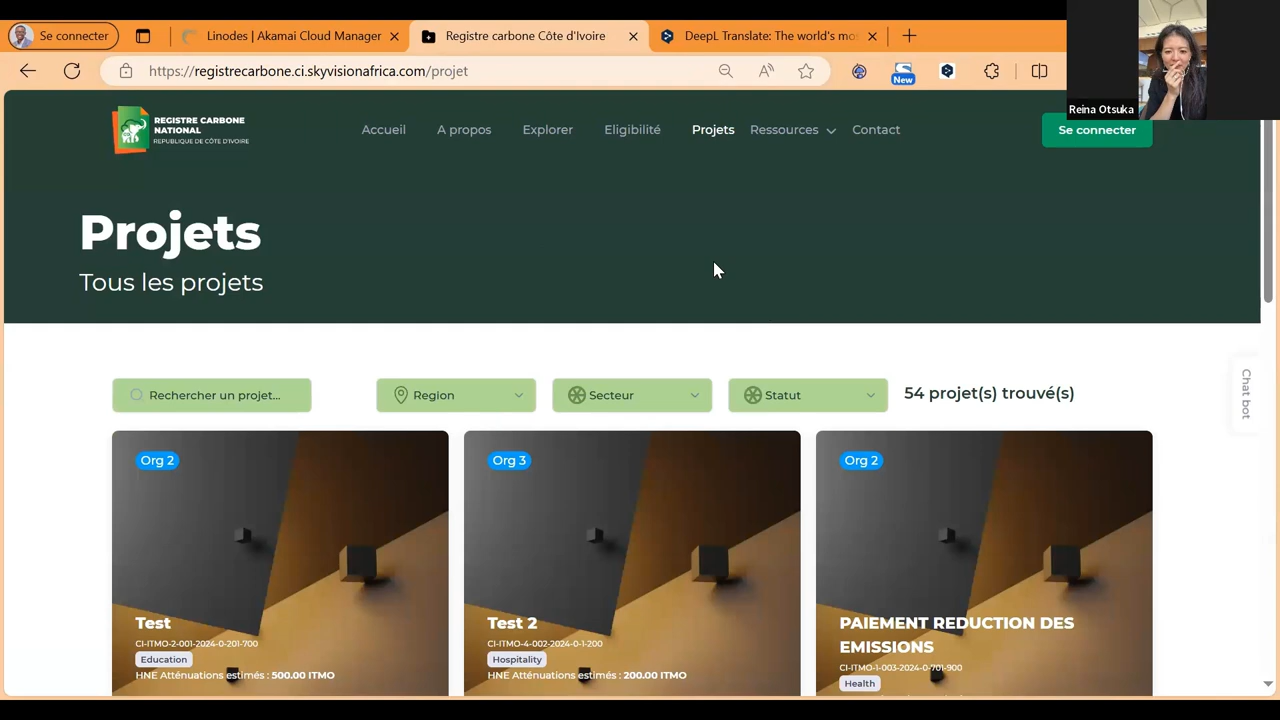 Se connecter
Linodes | Akamai Cloud Manager
Registre carbone Côte d'Ivoire
DeepL Translate: The world's mo
https://registrecarbone.ci.skyvisionafrica.com/projet
New
Reina Otsuka
REGISTRE CARBONE
NATIONAL
REPUBLIQUE DE CÔTE D'IVOIRE
Accueil
A propos
Explorer
Eligibilité
Projets
Ressources
Contact
Se connecter
Projets
Tous les projets
Rechercher un projet...
Region
Secteur
Statut
54 projet(s) trouvé(s)
Chat bot
Org 2
Test
CI-ITMO-2-001-2024-0-201-700
Education
HNE Atténuations estimés : 500.00 ITMO
Org 3
Test 2
CI-ITMO-4-002-2024-0-1-200
Hospitality
HNE Atténuations estimés : 200.00 ITMO
Org 2
PAIEMENT REDUCTION DES
EMISSIONS
CI-ITMO-1-003-2024-0-701-900
Health